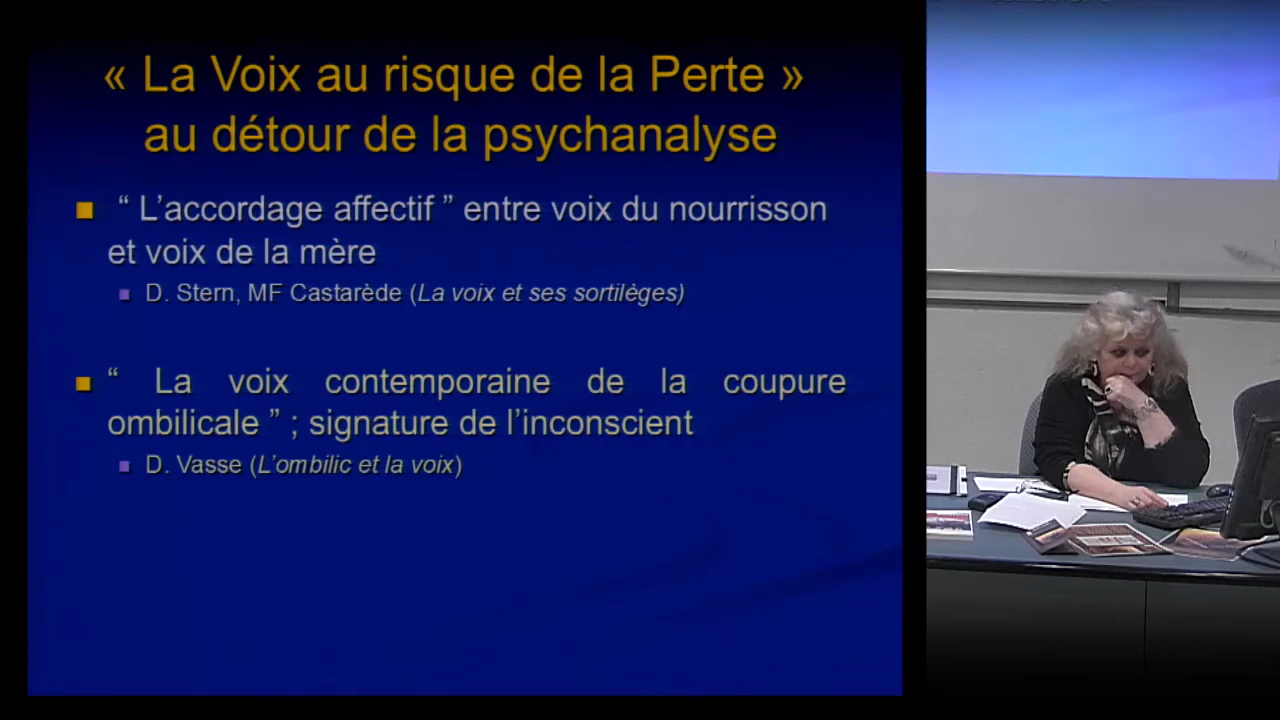 « La Voix au risque de la Perte »
au détour de la psychanalyse
“ L’accordage affectif ” entre voix du nourrisson
et voix de la mère
D. Stern, MF Castarède (La voix et ses sortilèges)
“ La voix contemporaine de la coupure
ombilicale ” ; signature de l’inconscient
D. Vasse (L’ombilic et la voix)